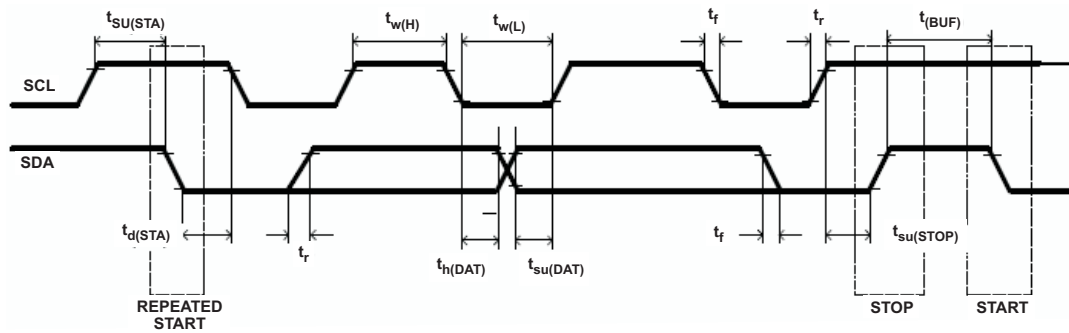 tSU(STA)
tw(H)
tw(L)
tf
tr
t(BUF)
SCL
SDA
td(STA)
tr
th(DAT)
tsu(DAT)
tf
tsu(STOP)
REPEATED
START
STOP
START